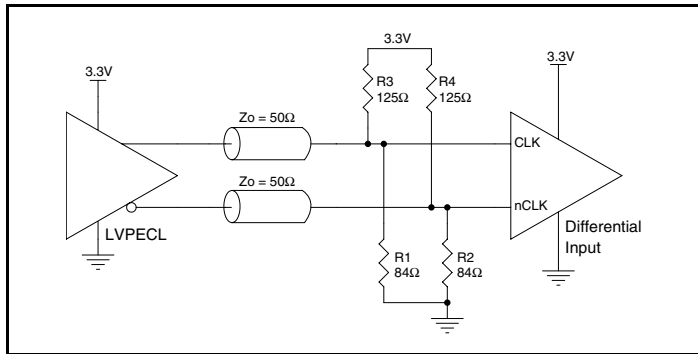 3.3V
3.3V
3.3V
R3
125Ω
R4
125Ω
Zo = 50Ω
CLK
Zo = 50Ω
nCLK
LVPECL
Differential
Input
R1
84Ω
R2
84Ω